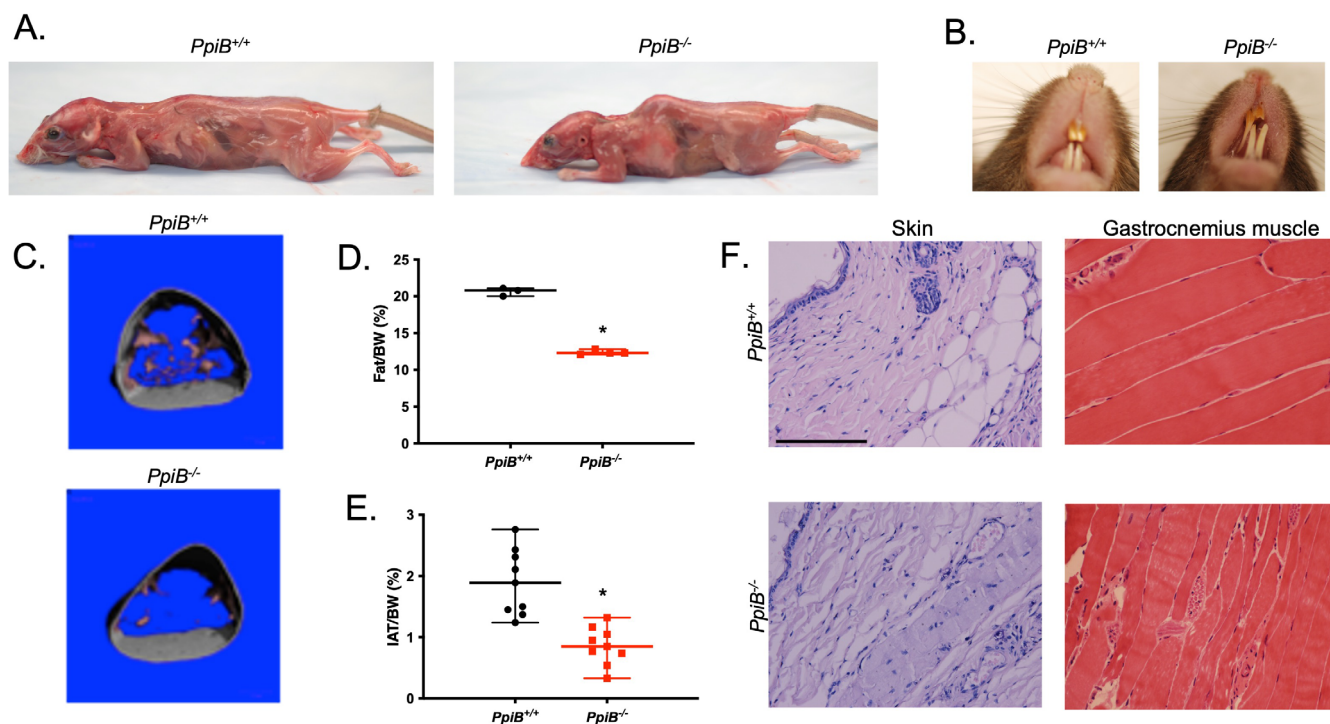 A.
PpiB+/+
PpiB-/-
B.
PpiB+/+
PpiB-/-
C.
PpiB+/+
PpiB-/-
D.
Fat/BW (%)
25
20
15
10
5
0
*
PpiB+/+
PpiB-/-
E.
IAT/BW (%)
3
2
1
0
*
PpiB+/+
PpiB-/-
F.
Skin
Gastrocnemius muscle
PpiB+/+
PpiB-/-